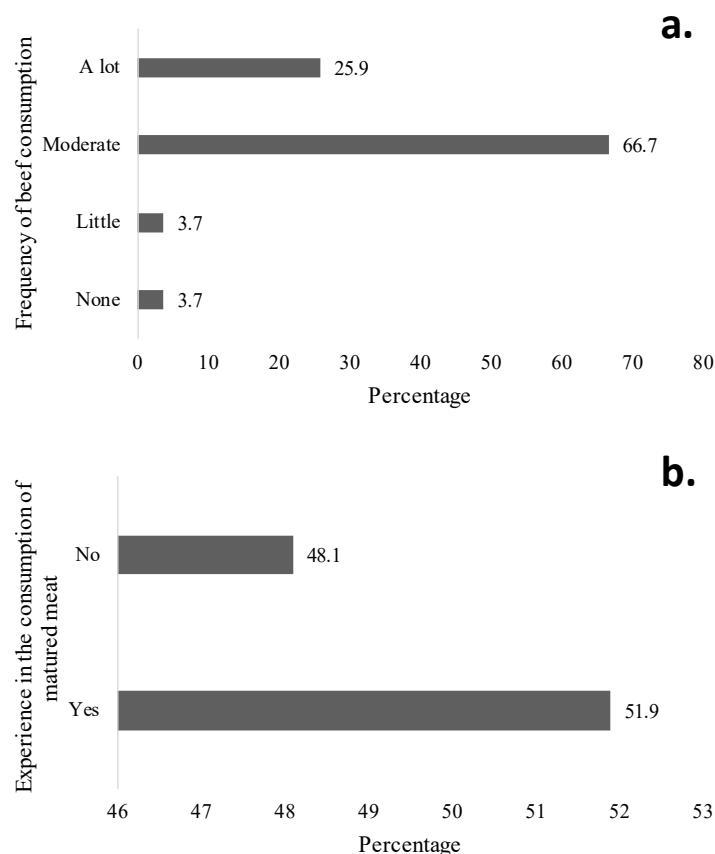 a.
Frequency of beef consumption
A lot
25.9
Moderate
66.7
Little
3.7
None
3.7
0 10 20 30 40 50 60 70 80
Percentage
b.
Experience in the consumption of
matured meat
No
48.1
Yes
51.9
46 47 48 49 50 51 52 53
Percentage